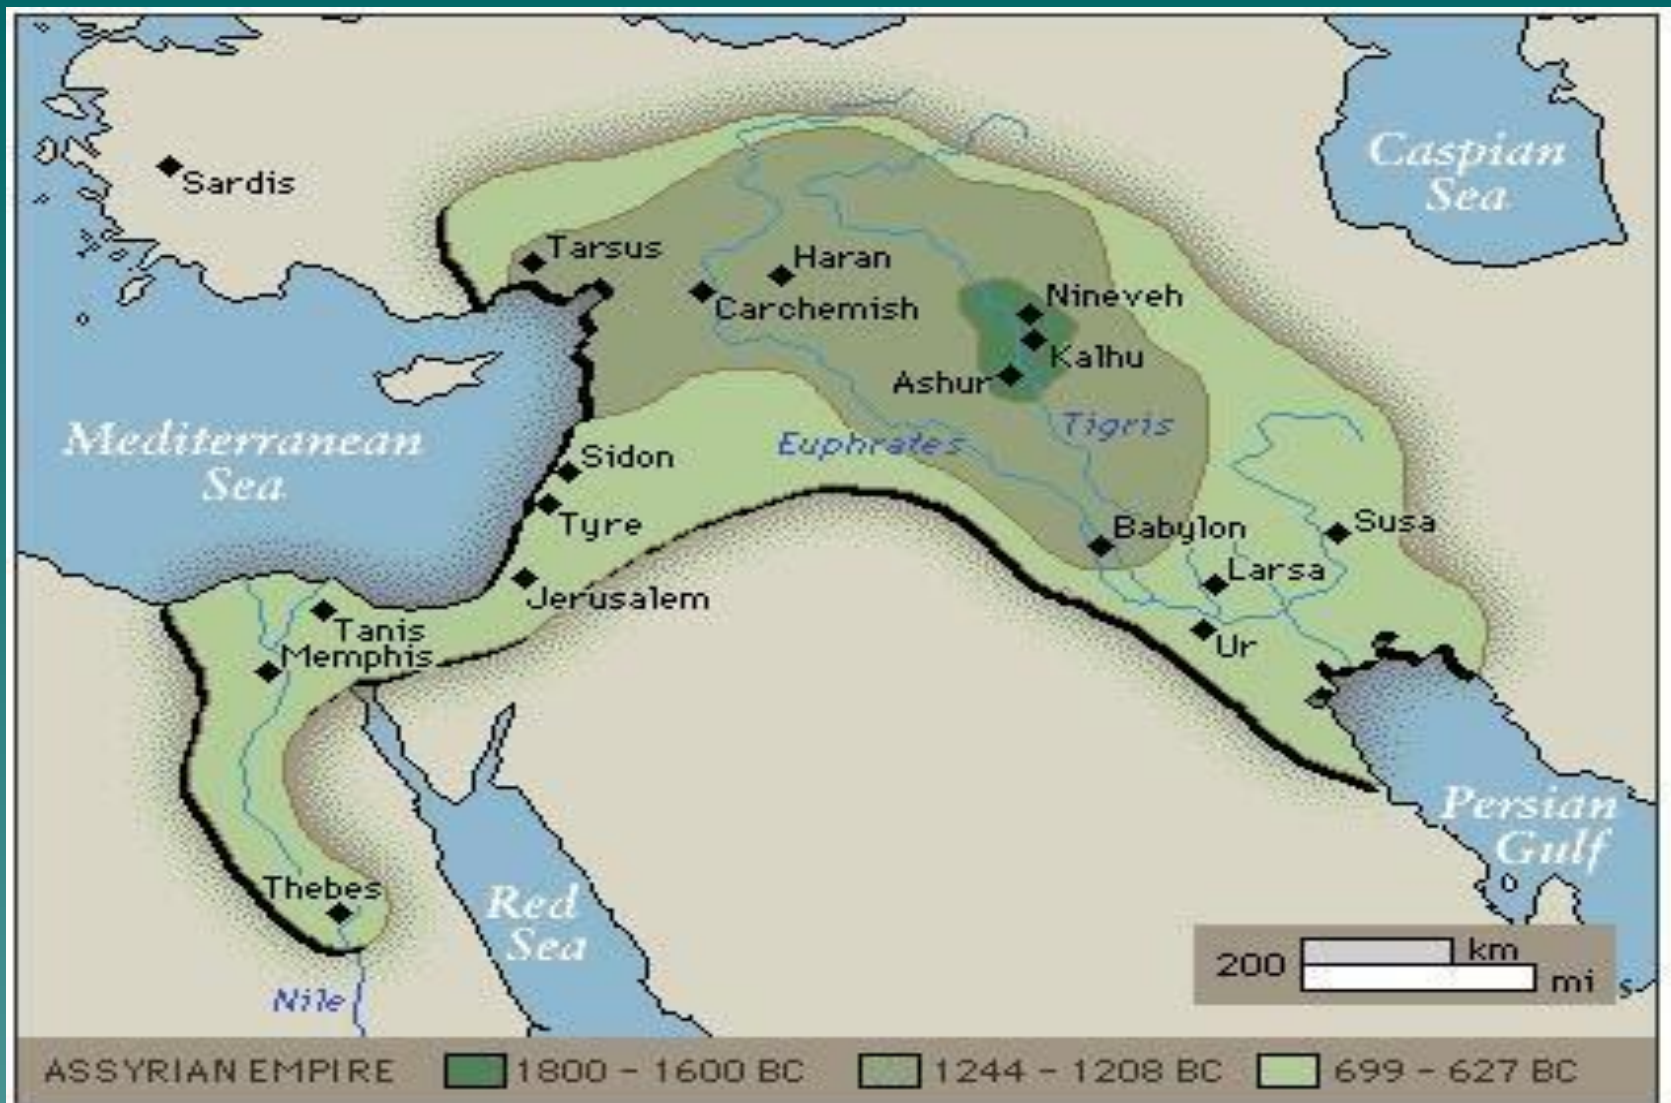 Caspian
Sea
Sardis
Tarsus
Haran
Nineveh
Carchemish
Kalhu
Ashur
Tigris
Mediterranean
Sea
Euphrates
Sidon
Tyre
Babylon
Susa
Larsa
Jerusalem
Tanis
Memphis
Ur
Persian
Gulf
Thebes
Red
Sea
Nile
200 km
mi
ASSYRIAN EMPIRE 1800 - 1600 BC 1244 - 1208 BC 699 - 627 BC